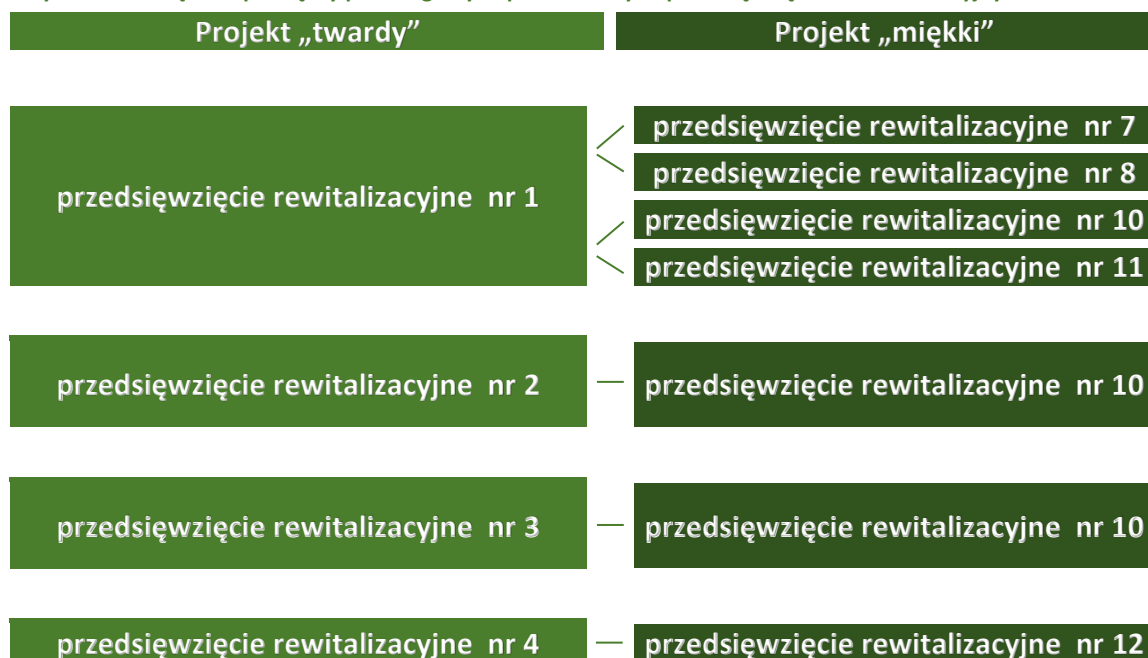 Projekt „twardy”
Projekt „miękki”
przedsięwzięcie rewitalizacyjne nr 1
przedsięwzięcie rewitalizacyjne nr 7
przedsięwzięcie rewitalizacyjne nr 8
przedsięwzięcie rewitalizacyjne nr 10
przedsięwzięcie rewitalizacyjne nr 11
przedsięwzięcie rewitalizacyjne nr 2
przedsięwzięcie rewitalizacyjne nr 10
przedsięwzięcie rewitalizacyjne nr 3
przedsięwzięcie rewitalizacyjne nr 10
przedsięwzięcie rewitalizacyjne nr 4
przedsięwzięcie rewitalizacyjne nr 12